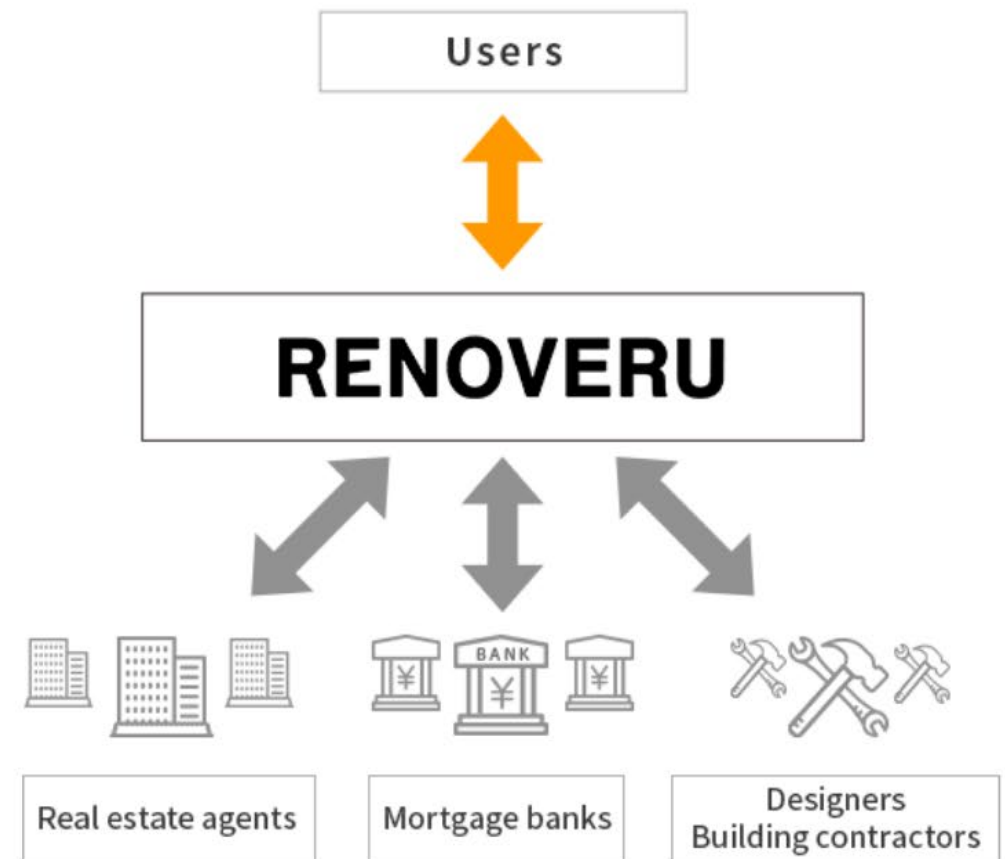 Users
RENOVERU
BANK
¥
¥
¥
Real estate agents
Mortgage banks
Designers
Building contractors